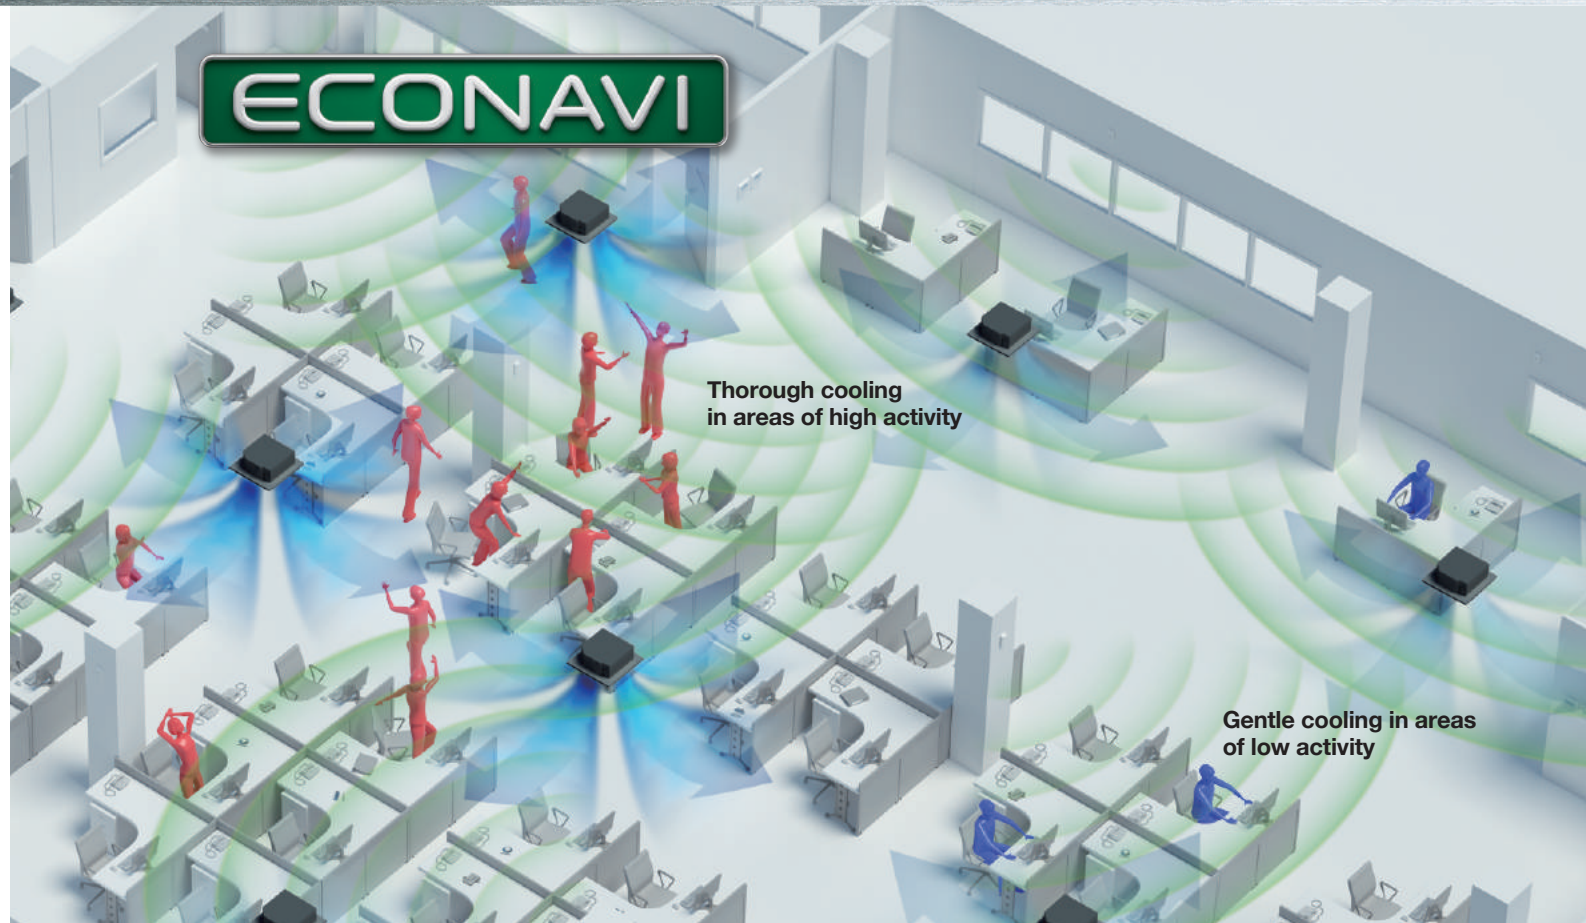 ECONAVI
Thorough cooling
in areas of high activity
Gentle cooling in areas
of low activity